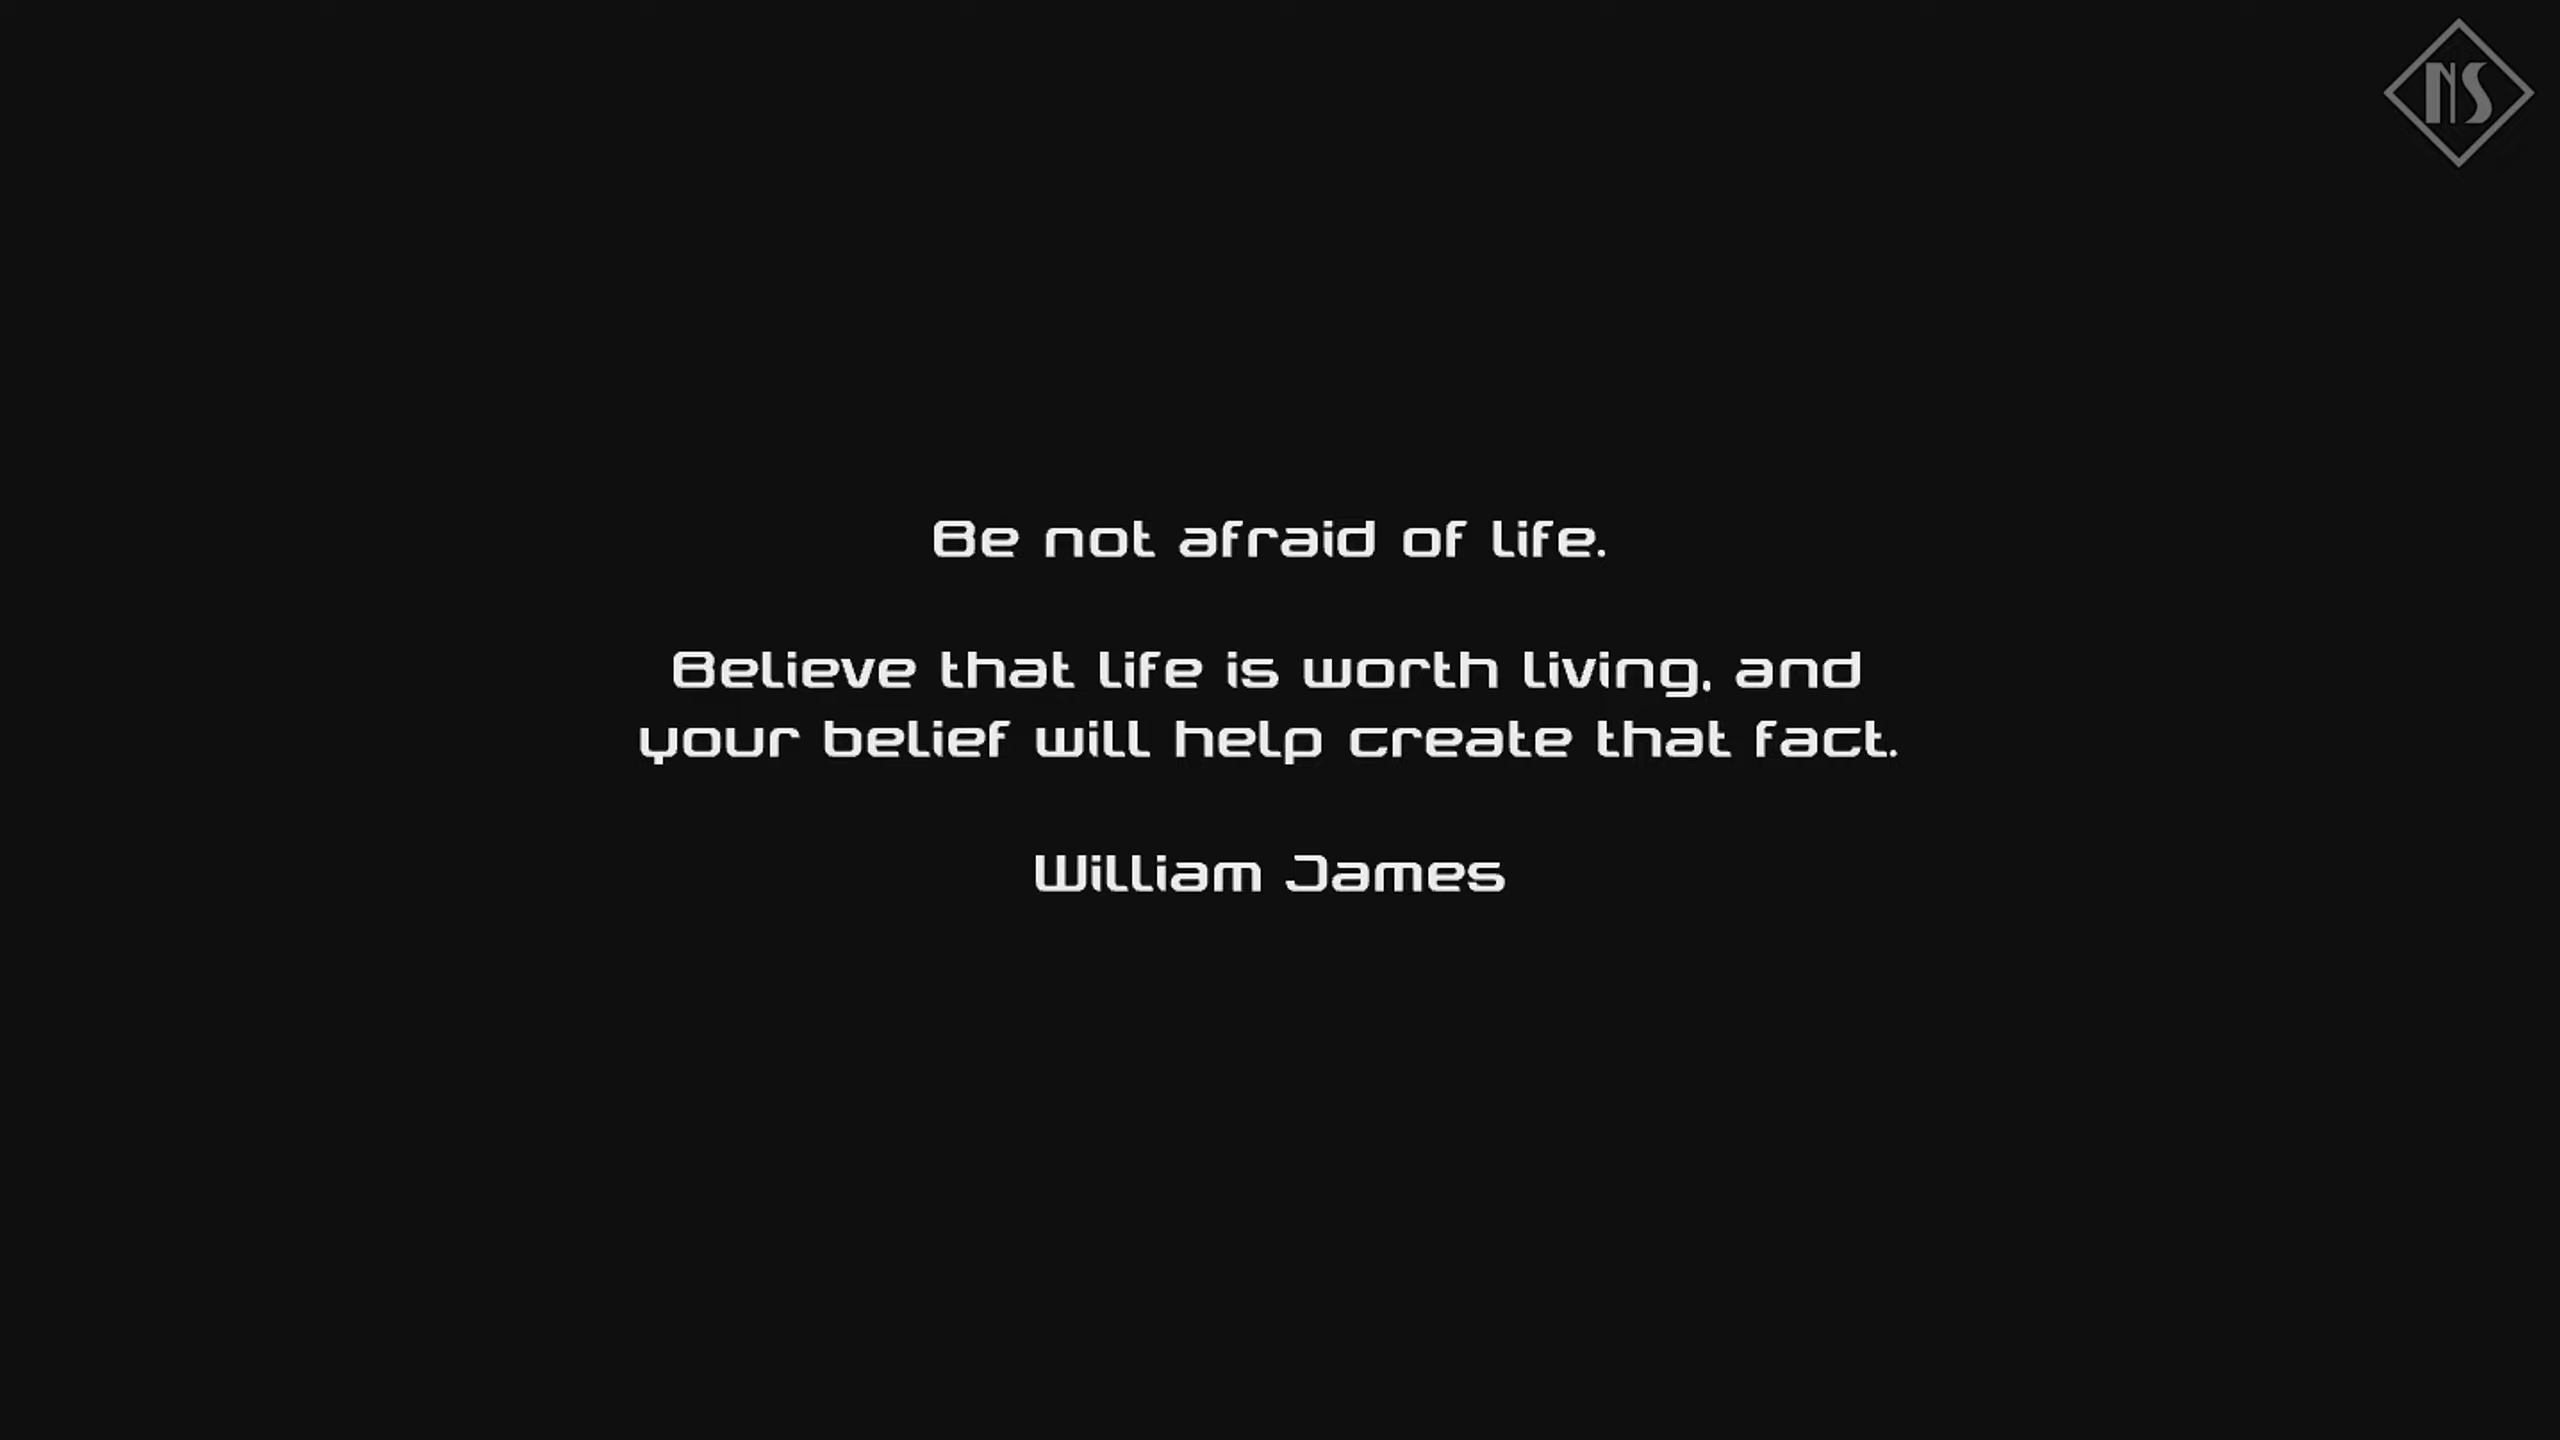 NS
Be not afraid of life.
Believe that life is worth living, and
your belief will help create that fact.
William James